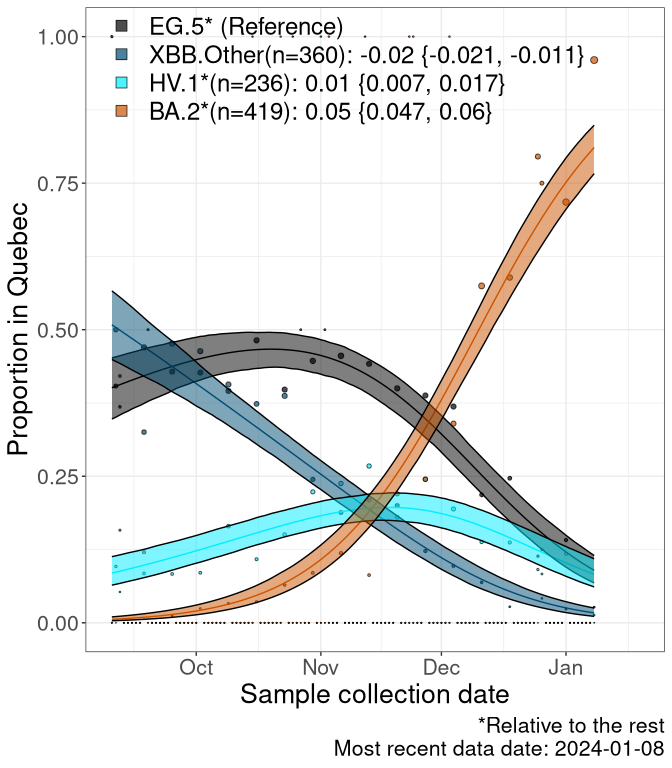 EG.5* (Reference)
XBB.Other(n=360): -0.02 {-0.021, -0.011}
HV.1*(n=236): 0.01 {0.007, 0.017}
BA.2*(n=419): 0.05 {0.047, 0.06}
1.00
0.75
0.50
0.25
0.00
Proportion in Quebec
Oct Nov Dec Jan
Sample collection date
*Relative to the rest
Most recent data date: 2024-01-08